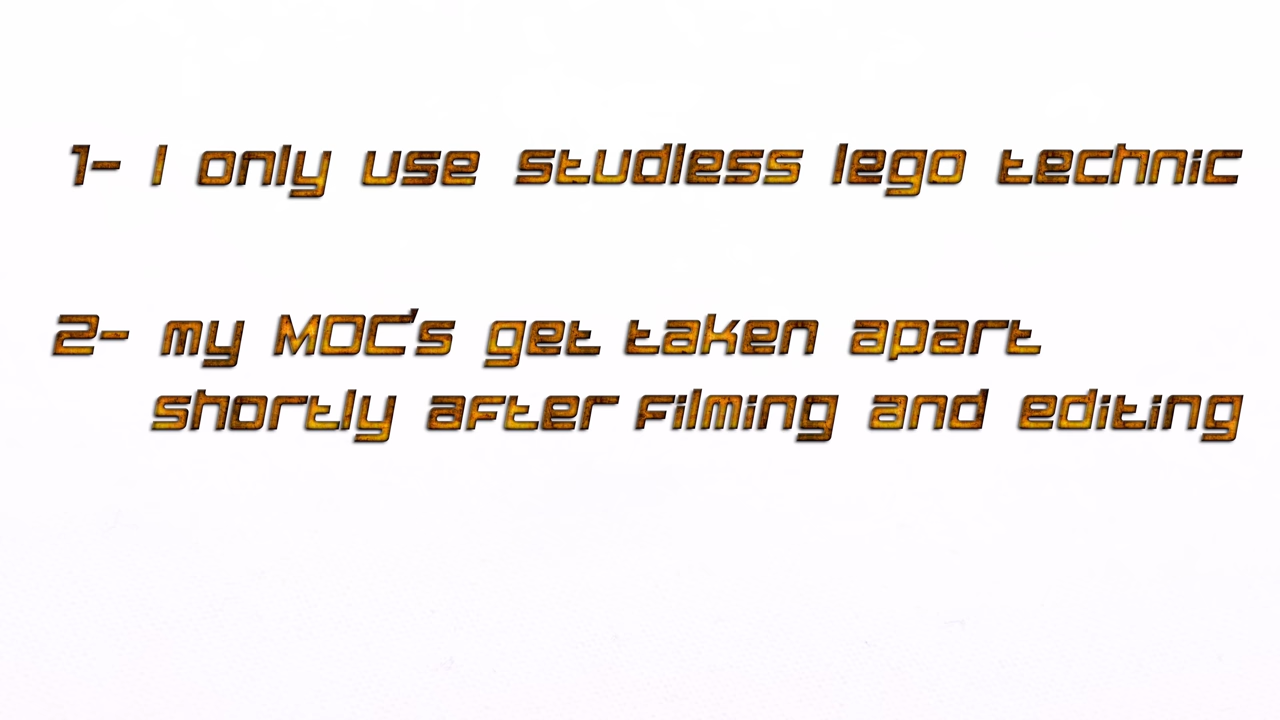 1- I only use studless lego technic
2- my MOC's get taken apart
shortly after filming and editing